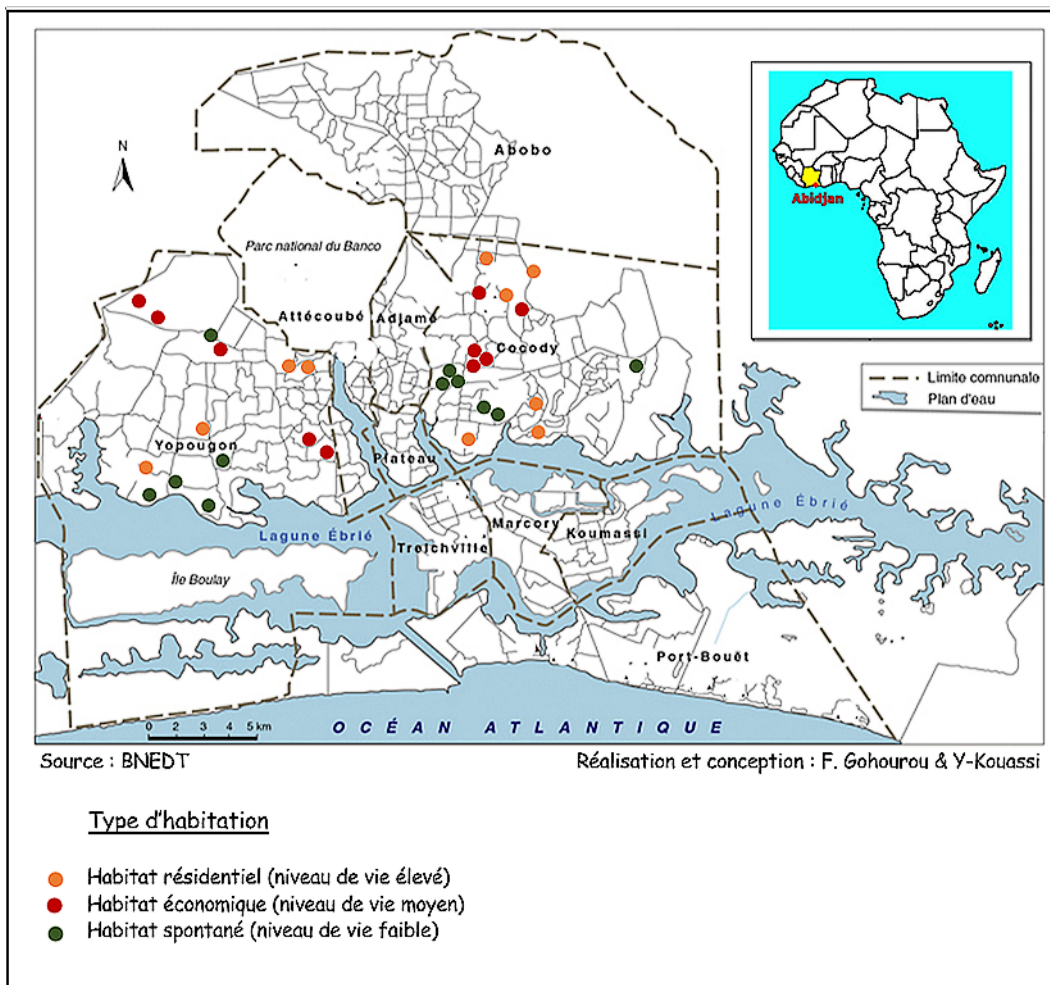 Abobo
N
Abidjan
Parc national du Banco
Attécoubé
Adjamé
Cocody
Limite communale
Plan d'eau
Yopougon
Plateau
Lagune Ébrié
Lagune Ébrié
Marcory
Koumassi
Treichville
Île Boulay
Port-Bouët
0 2 3 4 5 km
OCÉAN ATLANTIQUE
Source : BNEDT
Réalisation et conception : F. Gohourou & Y-Kouassi
Type d'habitation
Habitat résidentiel (niveau de vie élevé)
Habitat économique (niveau de vie moyen)
Habitat spontané (niveau de vie faible)